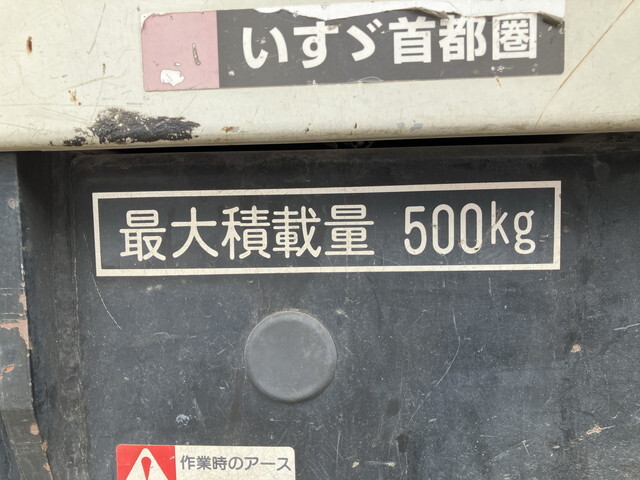 いすゞ首都圏
最大積載量 500kg
作業時のアース